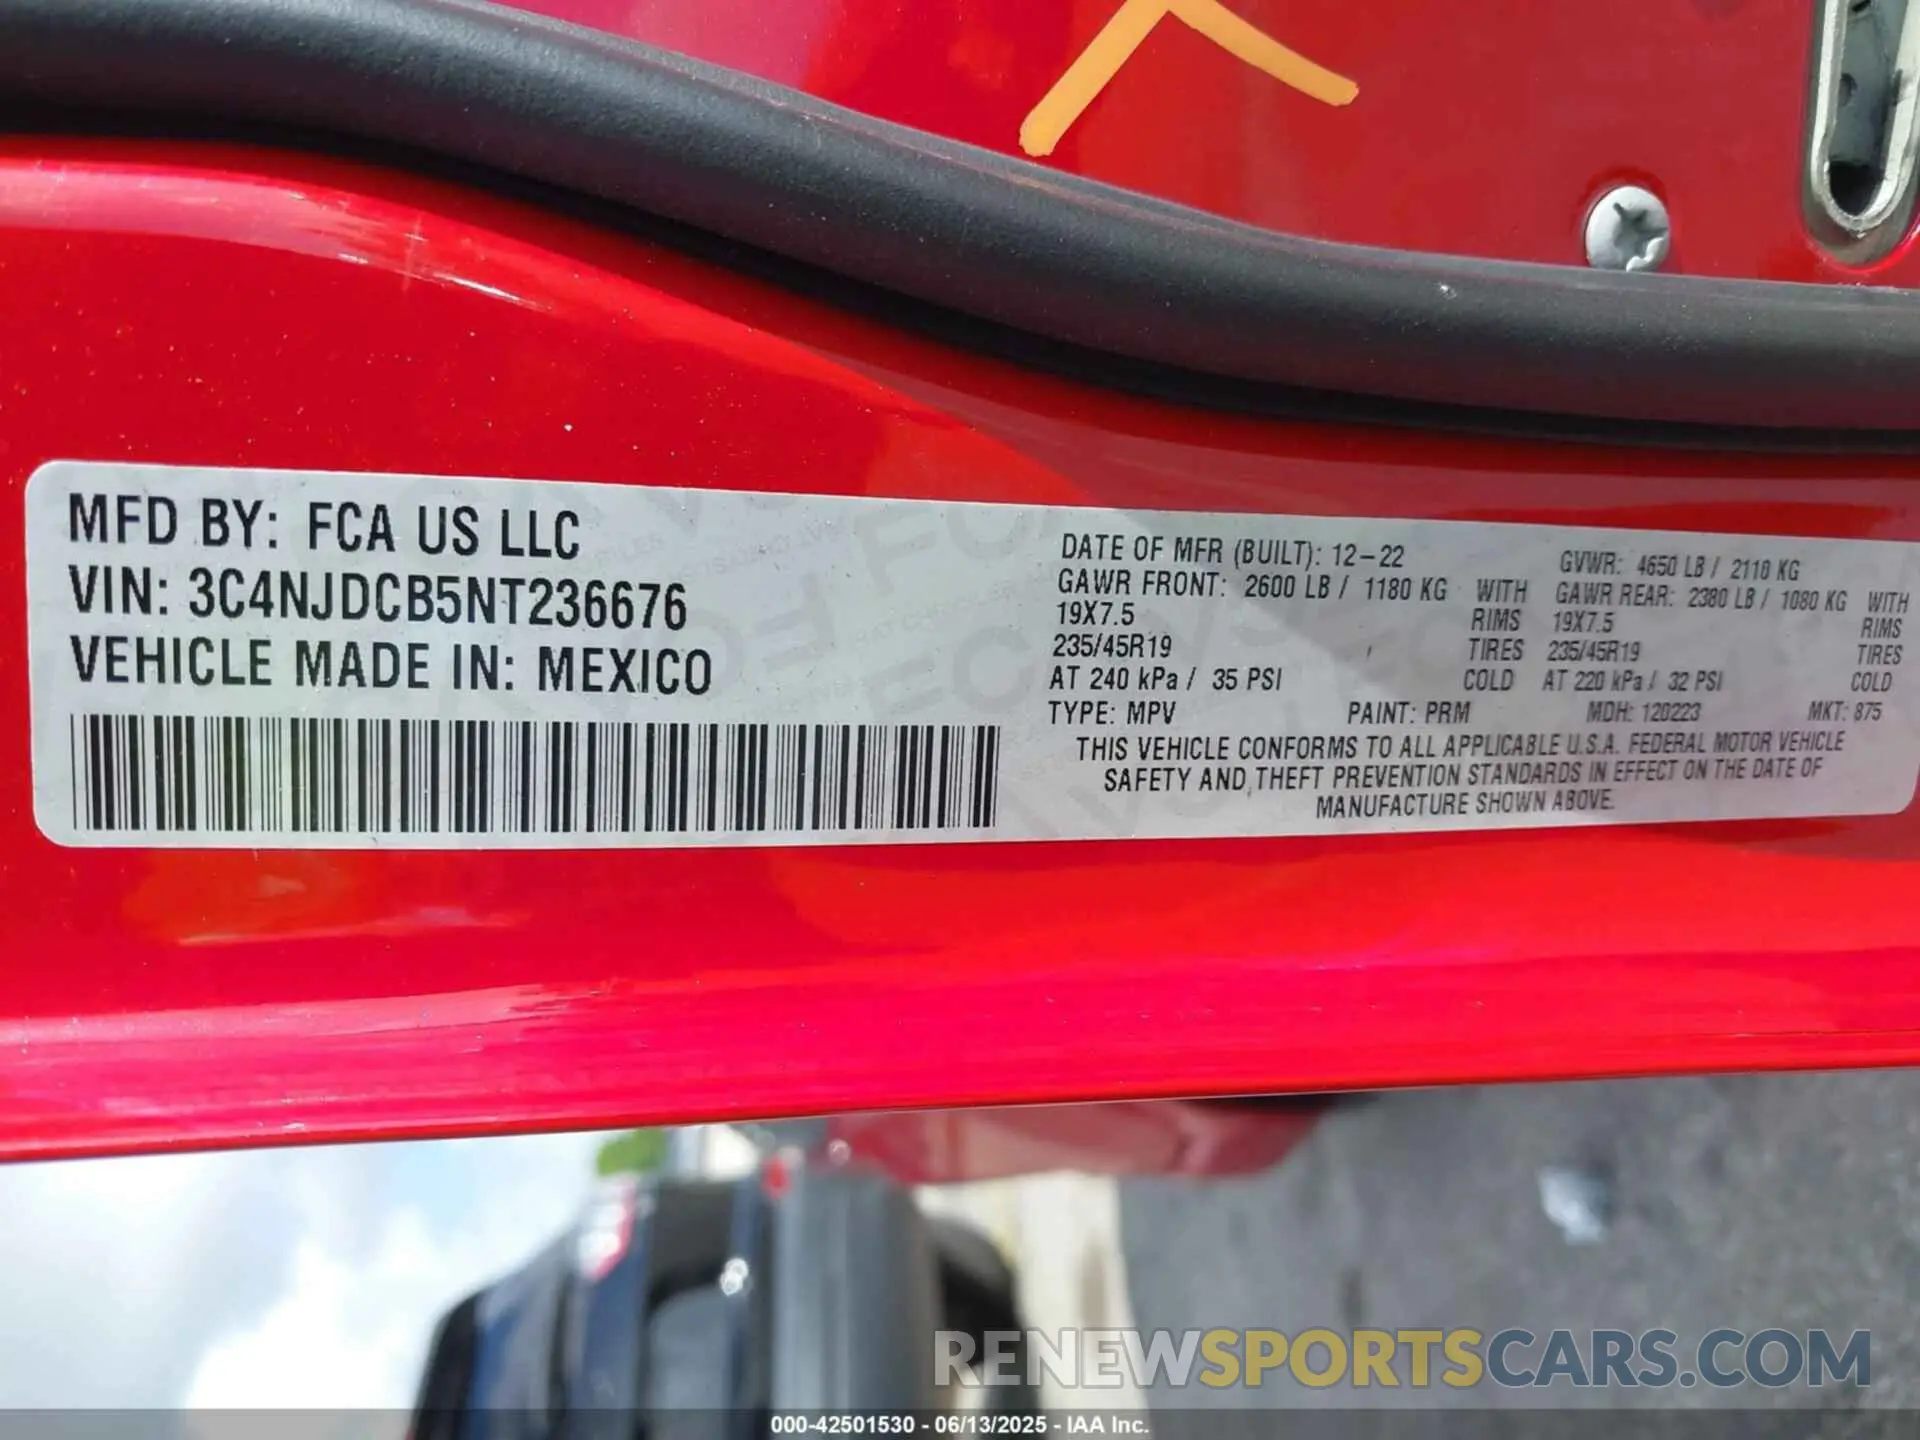 MFD BY: FCA US LLC
VIN: 3C4NJDCB5NT236676
VEHICLE MADE IN: MEXICO
DATE OF MFR (BUILT): 12-22 GVWR: 4650 LB / 2110 KG
GAWR FRONT: 2600 LB / 1180 KG WITH GAWR REAR: 2380 LB / 1080 KG WITH
19X7.5 RIMS 19X7.5 RIMS
235/45R19 TIRES 235/45R19 TIRES
AT 240 kPa / 35 PSI COLD AT 220 kPa / 32 PSI COLD
TYPE: MPV PAINT: PRM MDH: 120223 MKT: 875
THIS VEHICLE CONFORMS TO ALL APPLICABLE U.S.A. FEDERAL MOTOR VEHICLE
SAFETY AND THEFT PREVENTION STANDARDS IN EFFECT ON THE DATE OF
MANUFACTURE SHOWN ABOVE.
RENEWSPORTSCARS.COM
000-42501530 - 06/13/2025 - IAA Inc.